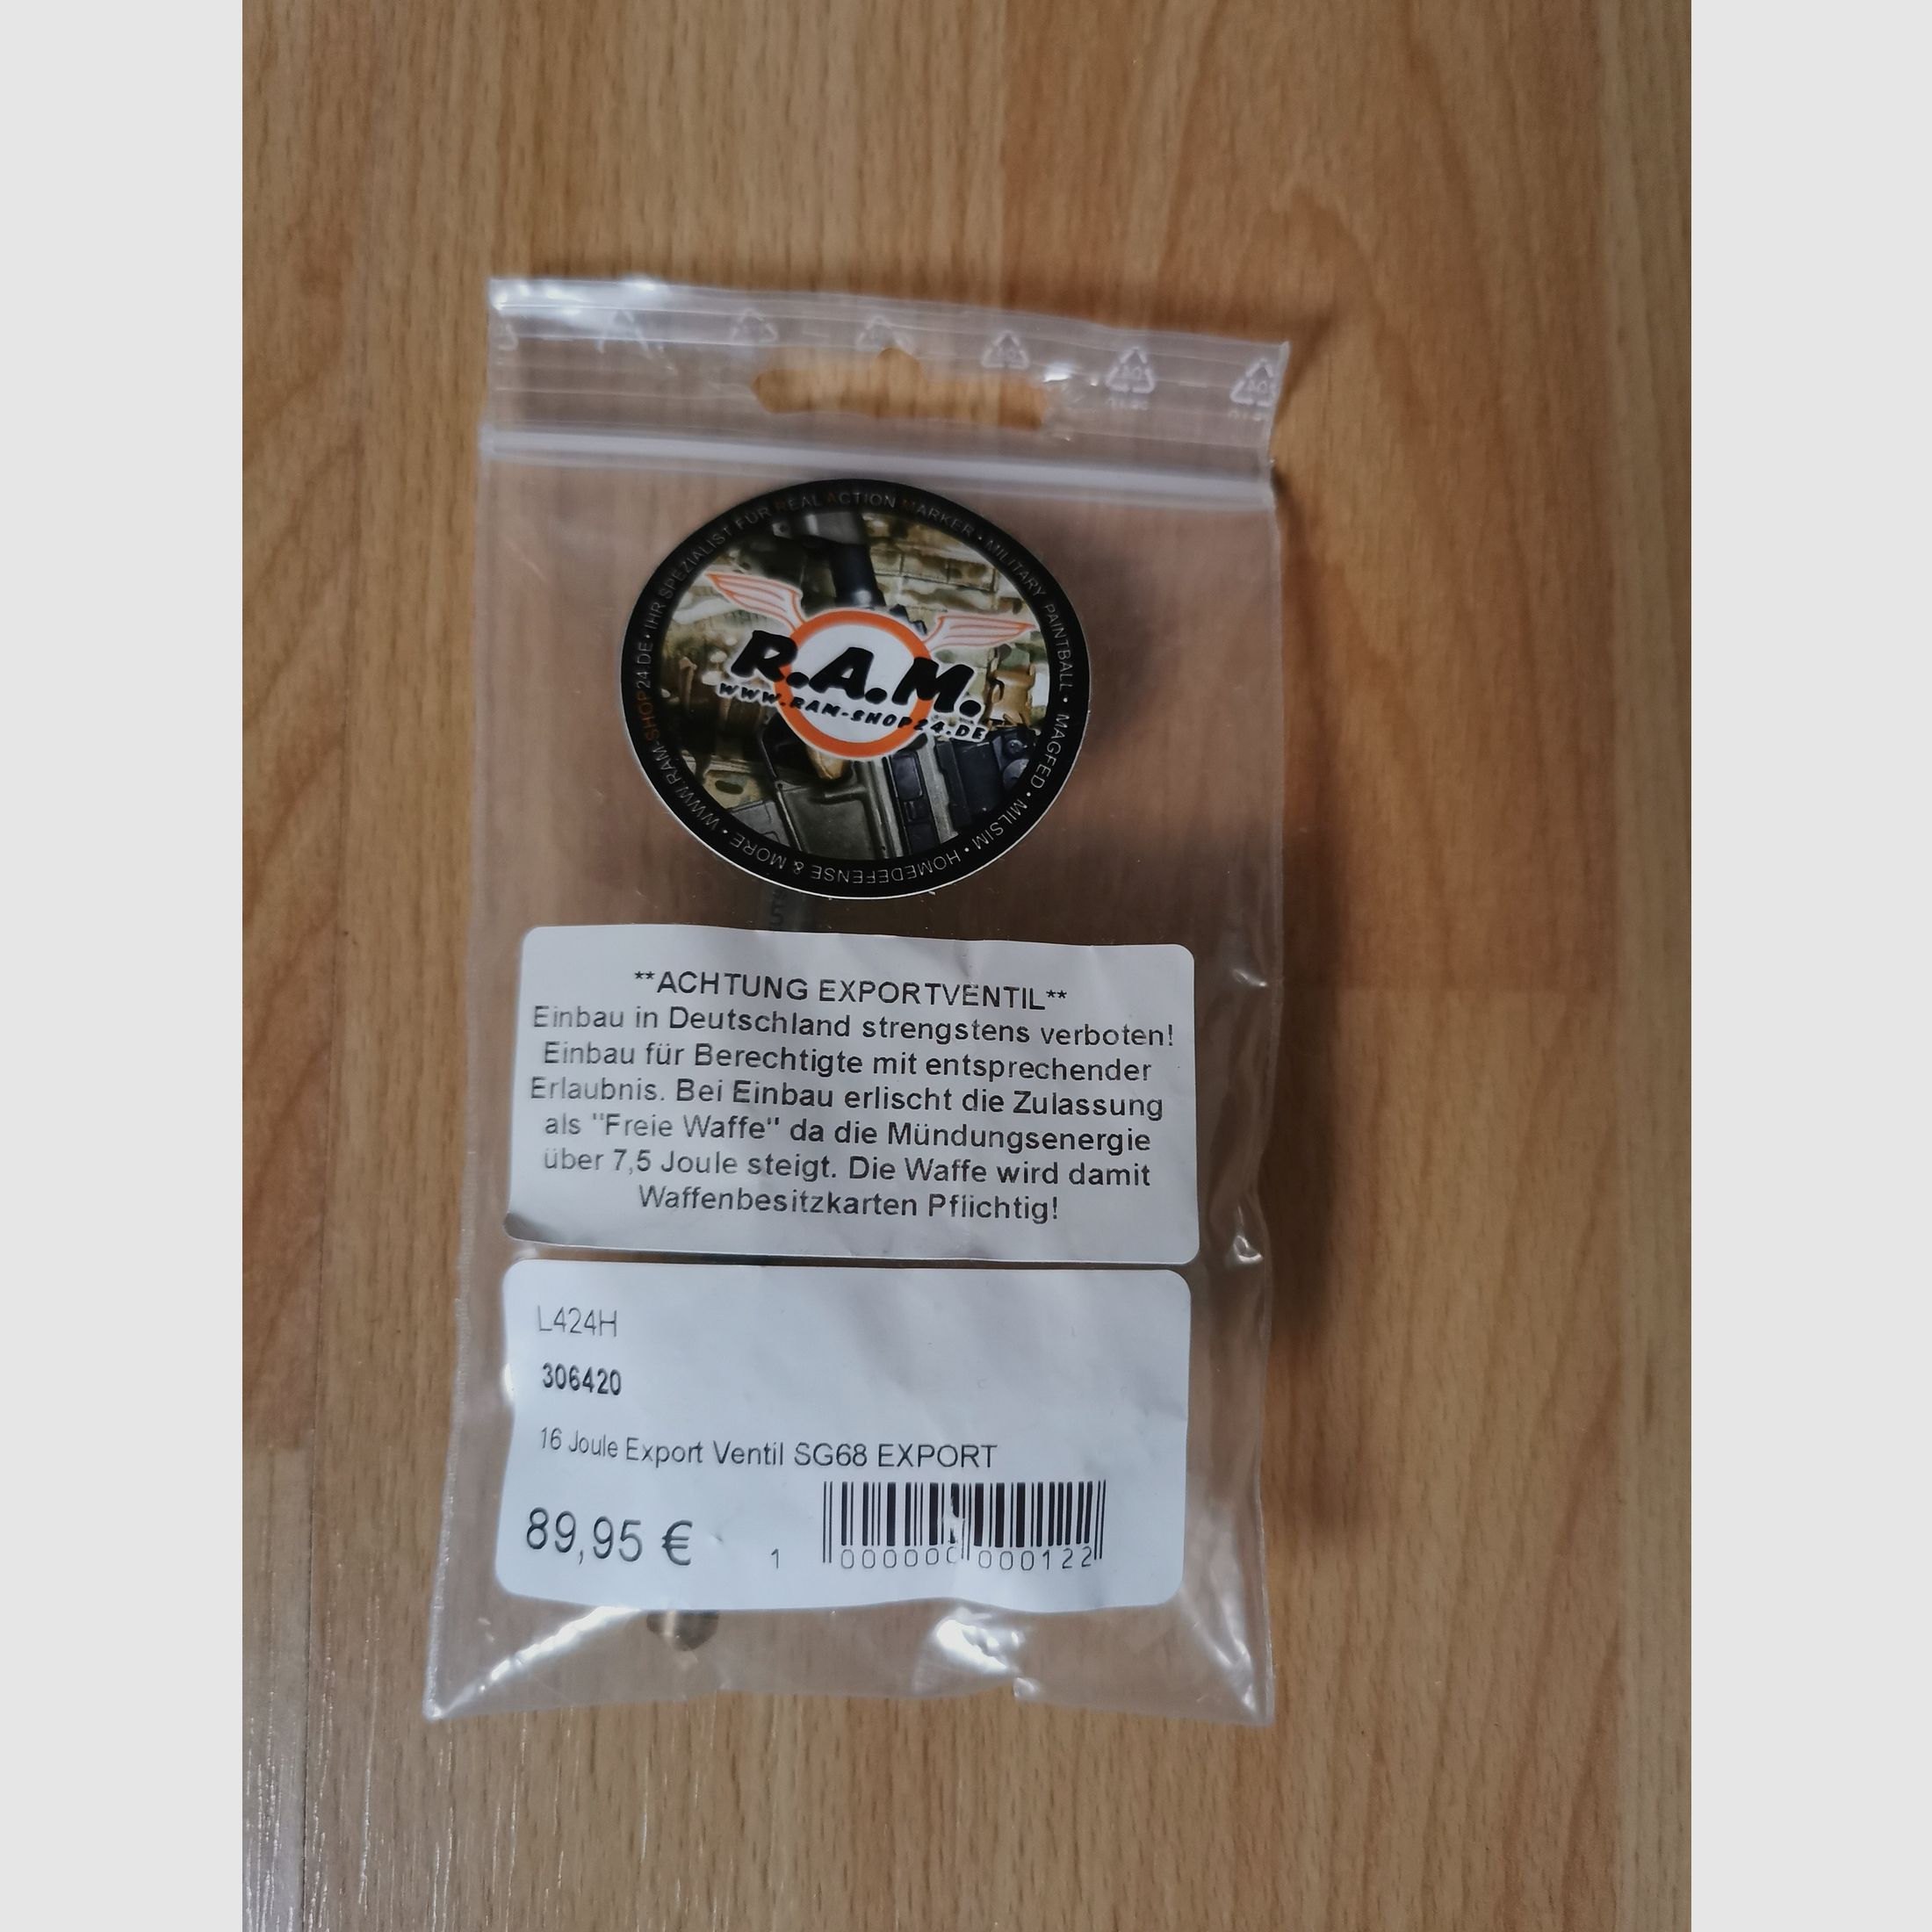 WWW.RAM-SHOP24.DE • IHR SPEZIALIST FÜR REAL ACTION MARKER • MILITARY PAINTBALL • MAGFED • MILSIM • HOMEDEFENSE & MORE •
R.A.M.
WWW.RAM-SHOP24.DE
**ACHTUNG EXPORTVENTIL**
Einbau in Deutschland strengstens verboten!
Einbau für Berechtigte mit entsprechender
Erlaubnis. Bei Einbau erlischt die Zulassung
als "Freie Waffe" da die Mündungsenergie
über 7,5 Joule steigt. Die Waffe wird damit
Waffenbesitzkarten Pflichtig!
L424H
306420
16 Joule Export Ventil SG68 EXPORT
89,95 €
1 000000 000122